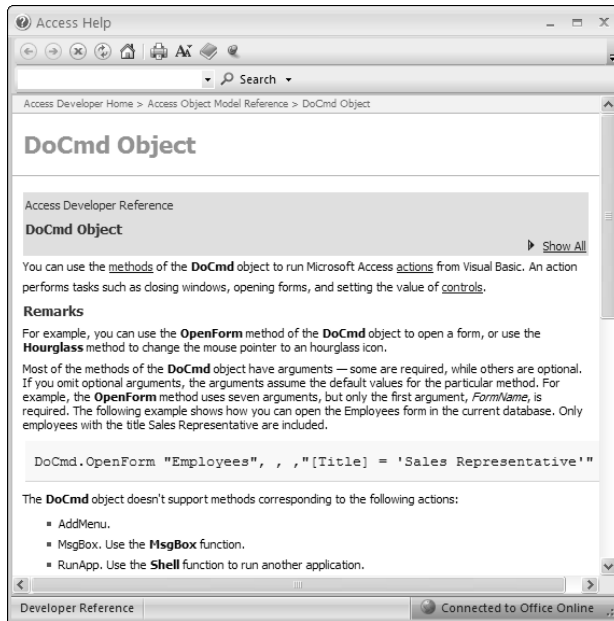 Access Help
Search
Access Developer Home > Access Object Model Reference > DoCmd Object
DoCmd Object
Access Developer Reference
DoCmd Object
Show All
You can use the methods of the DoCmd object to run Microsoft Access actions from Visual Basic. An action
performs tasks such as closing windows, opening forms, and setting the value of controls.
Remarks
For example, you can use the OpenForm method of the DoCmd object to open a form, or use the
Hourglass method to change the mouse pointer to an hourglass icon.
Most of the methods of the DoCmd object have arguments — some are required, while others are optional.
If you omit optional arguments, the arguments assume the default values for the particular method. For
example, the OpenForm method uses seven arguments, but only the first argument, FormName, is
required. The following example shows how you can open the Employees form in the current database. Only
employees with the title Sales Representative are included.
DoCmd.OpenForm "Employees", , ,"[Title] = 'Sales Representative'"
The DoCmd object doesn't support methods corresponding to the following actions:
▪ AddMenu.
▪ MsgBox. Use the MsgBox function.
▪ RunApp. Use the Shell function to run another application.
Developer Reference
Connected to Office Online